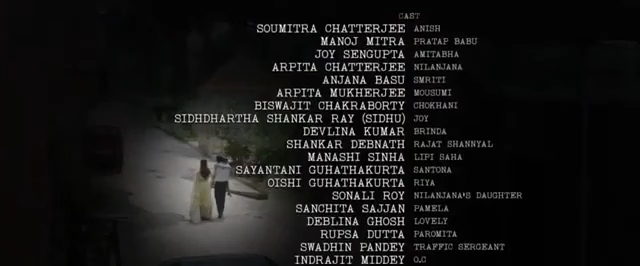 CAST
SOUMITRA CHATTERJEE ANISH
MANOJ MITRA PRATAP BABU
JOY SENGUPTA AMITABHA
ARPITA CHATTERJEE NILANJANA
ANJANA BASU SMRITI
ARPITA MUKHERJEE MOUSUMI
BISWAJIT CHAKRABORTY CHOKHANI
SIDHDHARTHA SHANKAR RAY (SIDHU) JOY
DEVLINA KUMAR BRINDA
SHANKAR DEBNATH RAJAT SHANNYAL
MANASHI SINHA LIPI SAHA
SAYANTANI GUHATHAKURTA SANTONA
OISHI GUHATHAKURTA RIYA
SONALI ROY NILANJANA'S DAUGHTER
SANCHITA SAJJAN PAMELA
DEBLINA GHOSH LOVELY
RUPSA DUTTA PAROMITA
SWADHIN PANDEY TRAFFIC SERGEANT
INDRAJIT MIDDEY O.C